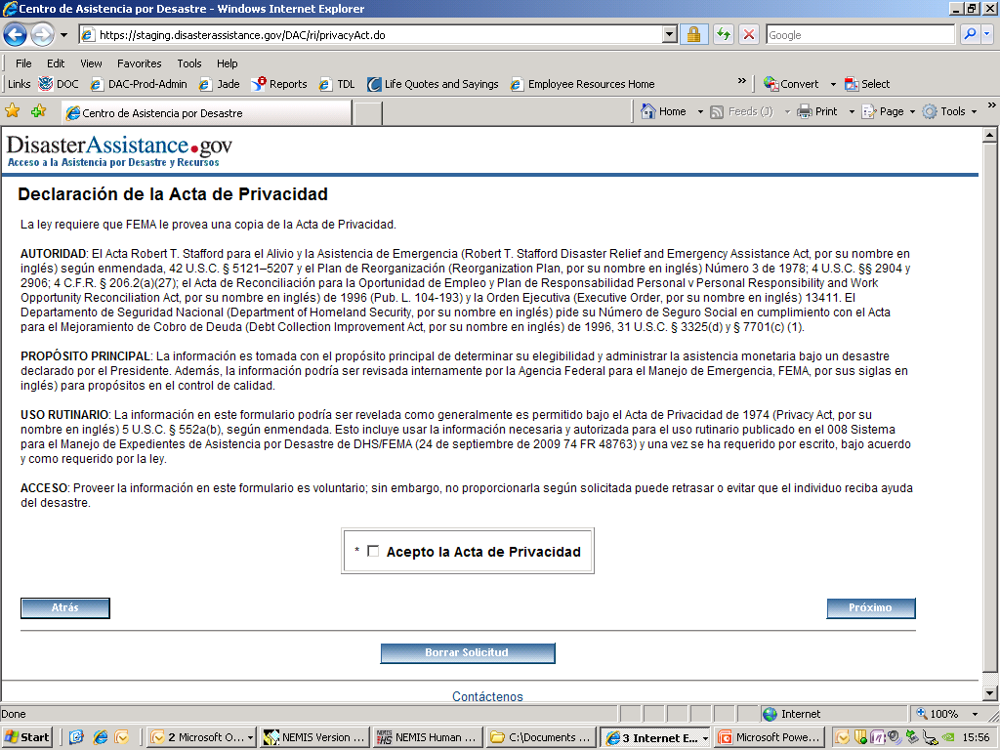 Centro de Asistencia por Desastre - Windows Internet Explorer
https://staging.disasterassistance.gov/DAC/ri/privacyAct.do
Google
File Edit View Favorites Tools Help
Links DOC DAC-Prod-Admin Jade Reports TDL Life Quotes and Sayings Employee Resources Home » Convert Select
Centro de Asistencia por Desastre
Home Feeds (J) Print Page Tools »
DisasterAssistance.gov
Acceso a la Asistencia por Desastre y Recursos
Declaración de la Acta de Privacidad
La ley requiere que FEMA le provea una copia de la Acta de Privacidad.
AUTORIDAD: El Acta Robert T. Stafford para el Alivio y la Asistencia de Emergencia (Robert T. Stafford Disaster Relief and Emergency Assistance Act, por su nombre en
inglés) según enmendada, 42 U.S.C. § 5121–5207 y el Plan de Reorganización (Reorganization Plan, por su nombre en inglés) Número 3 de 1978; 4 U.S.C. §§ 2904 y
2906; 4 C.F.R. § 206.2(a)(27); el Acta de Reconciliación para la Oportunidad de Empleo y Plan de Responsabilidad Personal v Personal Responsibility and Work
Opportunity Reconciliation Act, por su nombre en inglés) de 1996 (Pub. L. 104-193) y la Orden Ejecutiva (Executive Order, por su nombre en inglés) 13411. El
Departamento de Seguridad Nacional (Department of Homeland Security, por su nombre en inglés) pide su Número de Seguro Social en cumplimiento con el Acta
para el Mejoramiento de Cobro de Deuda (Debt Collection Improvement Act, por su nombre en inglés) de 1996, 31 U.S.C. § 3325(d) y § 7701(c) (1).
PROPÓSITO PRINCIPAL: La información es tomada con el propósito principal de determinar su elegibilidad y administrar la asistencia monetaria bajo un desastre
declarado por el Presidente. Además, la información podría ser revisada internamente por la Agencia Federal para el Manejo de Emergencia, FEMA, por sus siglas en
inglés) para propósitos en el control de calidad.
USO RUTINARIO: La información en este formulario podría ser revelada como generalmente es permitido bajo el Acta de Privacidad de 1974 (Privacy Act, por su
nombre en inglés) 5 U.S.C. § 552a(b), según enmendada. Esto incluye usar la información necesaria y autorizada para el uso rutinario publicado en el 008 Sistema
para el Manejo de Expedientes de Asistencia por Desastre de DHS/FEMA (24 de septiembre de 2009 74 FR 48763) y una vez se ha requerido por escrito, bajo acuerdo
y como requerido por la ley.
ACCESO: Proveer la información en este formulario es voluntario; sin embargo, no proporcionarla según solicitada puede retrasar o evitar que el individuo reciba ayuda
del desastre.
* Acepto la Acta de Privacidad
Atrás Próximo
Borrar Solicitud
Contáctenos
Done Internet 100%
Start 2 Microsoft O... NEMIS Version ... NEMIS Human ... C:\Documents ... 3 Internet E... Microsoft Powe... 15:56